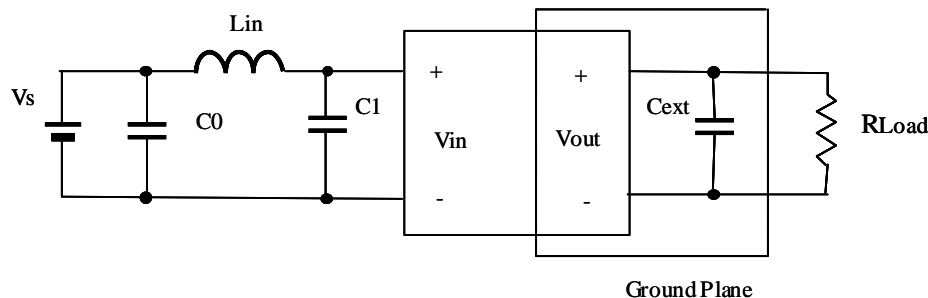 Lin
Vs
C0
C1
+
Vin
-
+
Vout
-
Cext
RLoad
Ground Plane